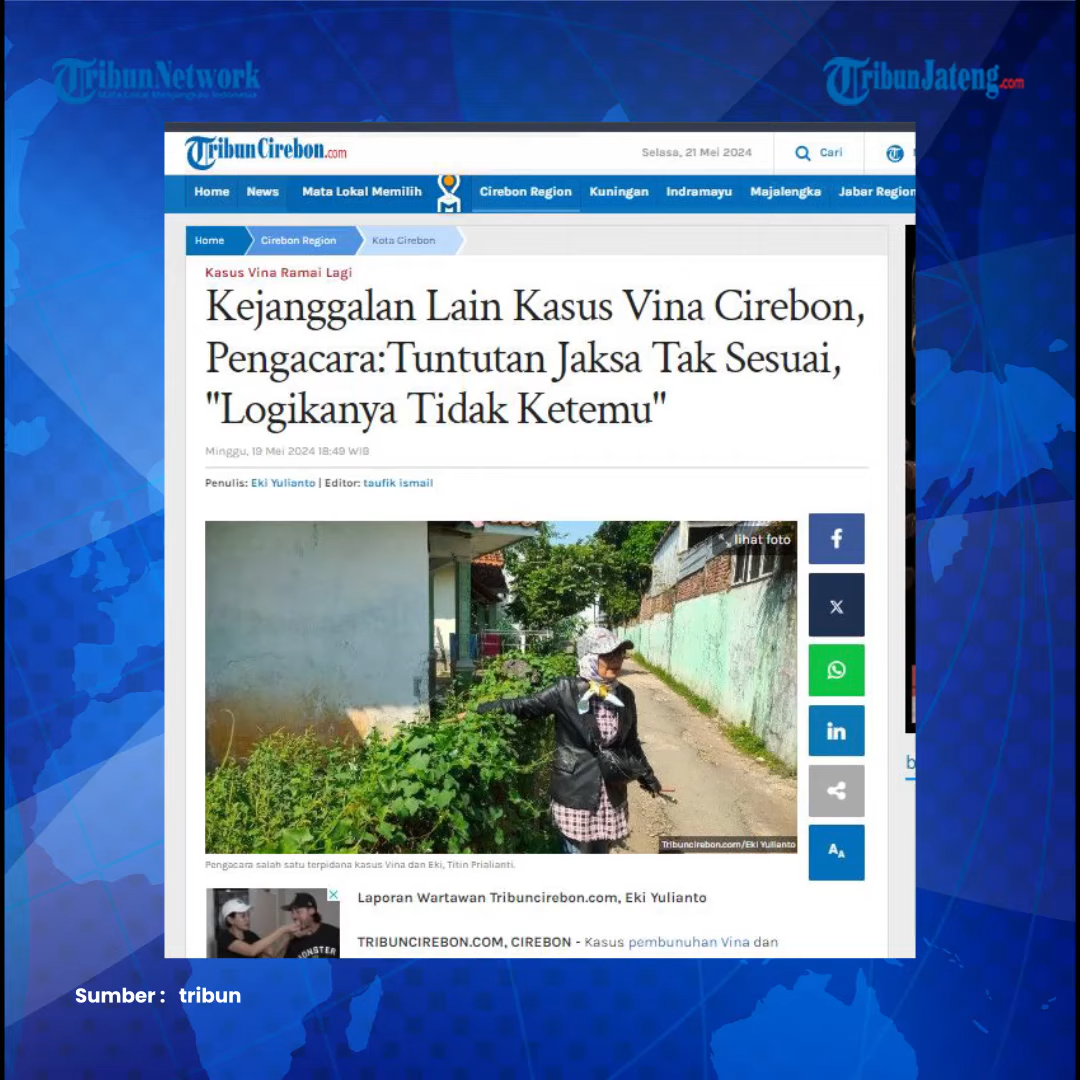 TribunNetwork
Mata Lokal Menjangkau Indonesia
TribunJateng.com
TribunCirebon.com
Selasa, 21 Mei 2024
Cari
Home News Mata Lokal Memilih Cirebon Region Kuningan Indramayu Majalengka Jabar Region
Home Cirebon Region Kota Cirebon
Kasus Vina Ramai Lagi
Kejanggalan Lain Kasus Vina Cirebon,
Pengacara:Tuntutan Jaksa Tak Sesuai,
"Logikanya Tidak Ketemu"
Minggu, 19 Mei 2024 18:49 WIB
Penulis: Eki Yulianto | Editor: taufik ismail
lihat foto
Tribuncirebon.com/Eki Yulianto
Pengacara salah satu terpidana kasus Vina dan Eki, Titin Prialianti.
Laporan Wartawan Tribuncirebon.com, Eki Yulianto
TRIBUNCIREBON.COM, CIREBON - Kasus pembunuhan Vina dan
Sumber : tribun